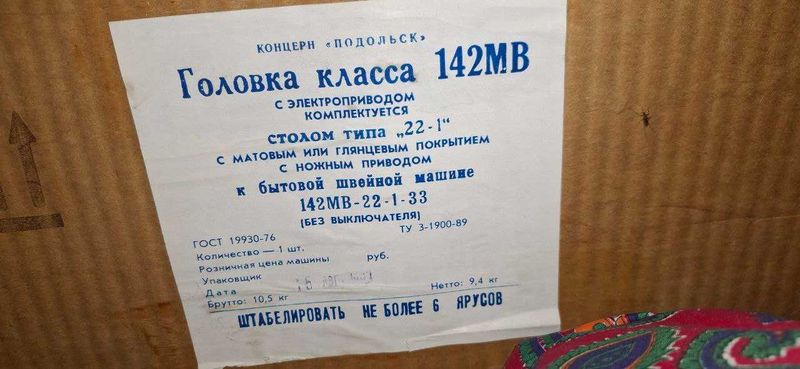 КОНЦЕРН «ПОДОЛЬСК»
Головка класса 142МВ
С ЭЛЕКТРОПРИВОДОМ
КОМПЛЕКТУЕТСЯ
столом типа „22-1"
С МАТОВЫМ ИЛИ ГЛЯНЦЕВЫМ ПОКРЫТИЕМ
С НОЖНЫМ ПРИВОДОМ
к бытовой швейной машине
142МВ-22-1-33
(БЕЗ ВЫКЛЮЧАТЕЛЯ)
ТУ 3-1900-89
ГОСТ 19930-76
Количество — 1 шт.
Розничная цена машины руб.
Упаковщик
Дата
Брутто: 10,5 кг Нетто: 9,4 кг
ШТАБЕЛИРОВАТЬ НЕ БОЛЕЕ 6 ЯРУСОВ